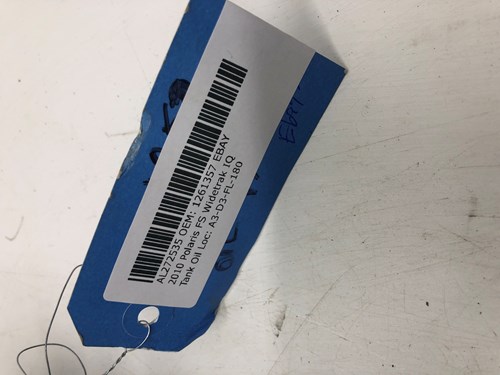 AL272535 OEM: 1261357 EBAY
2010 Polaris FS Widetrak IQ
Tank Oil Loc: A3-D3-FL-180